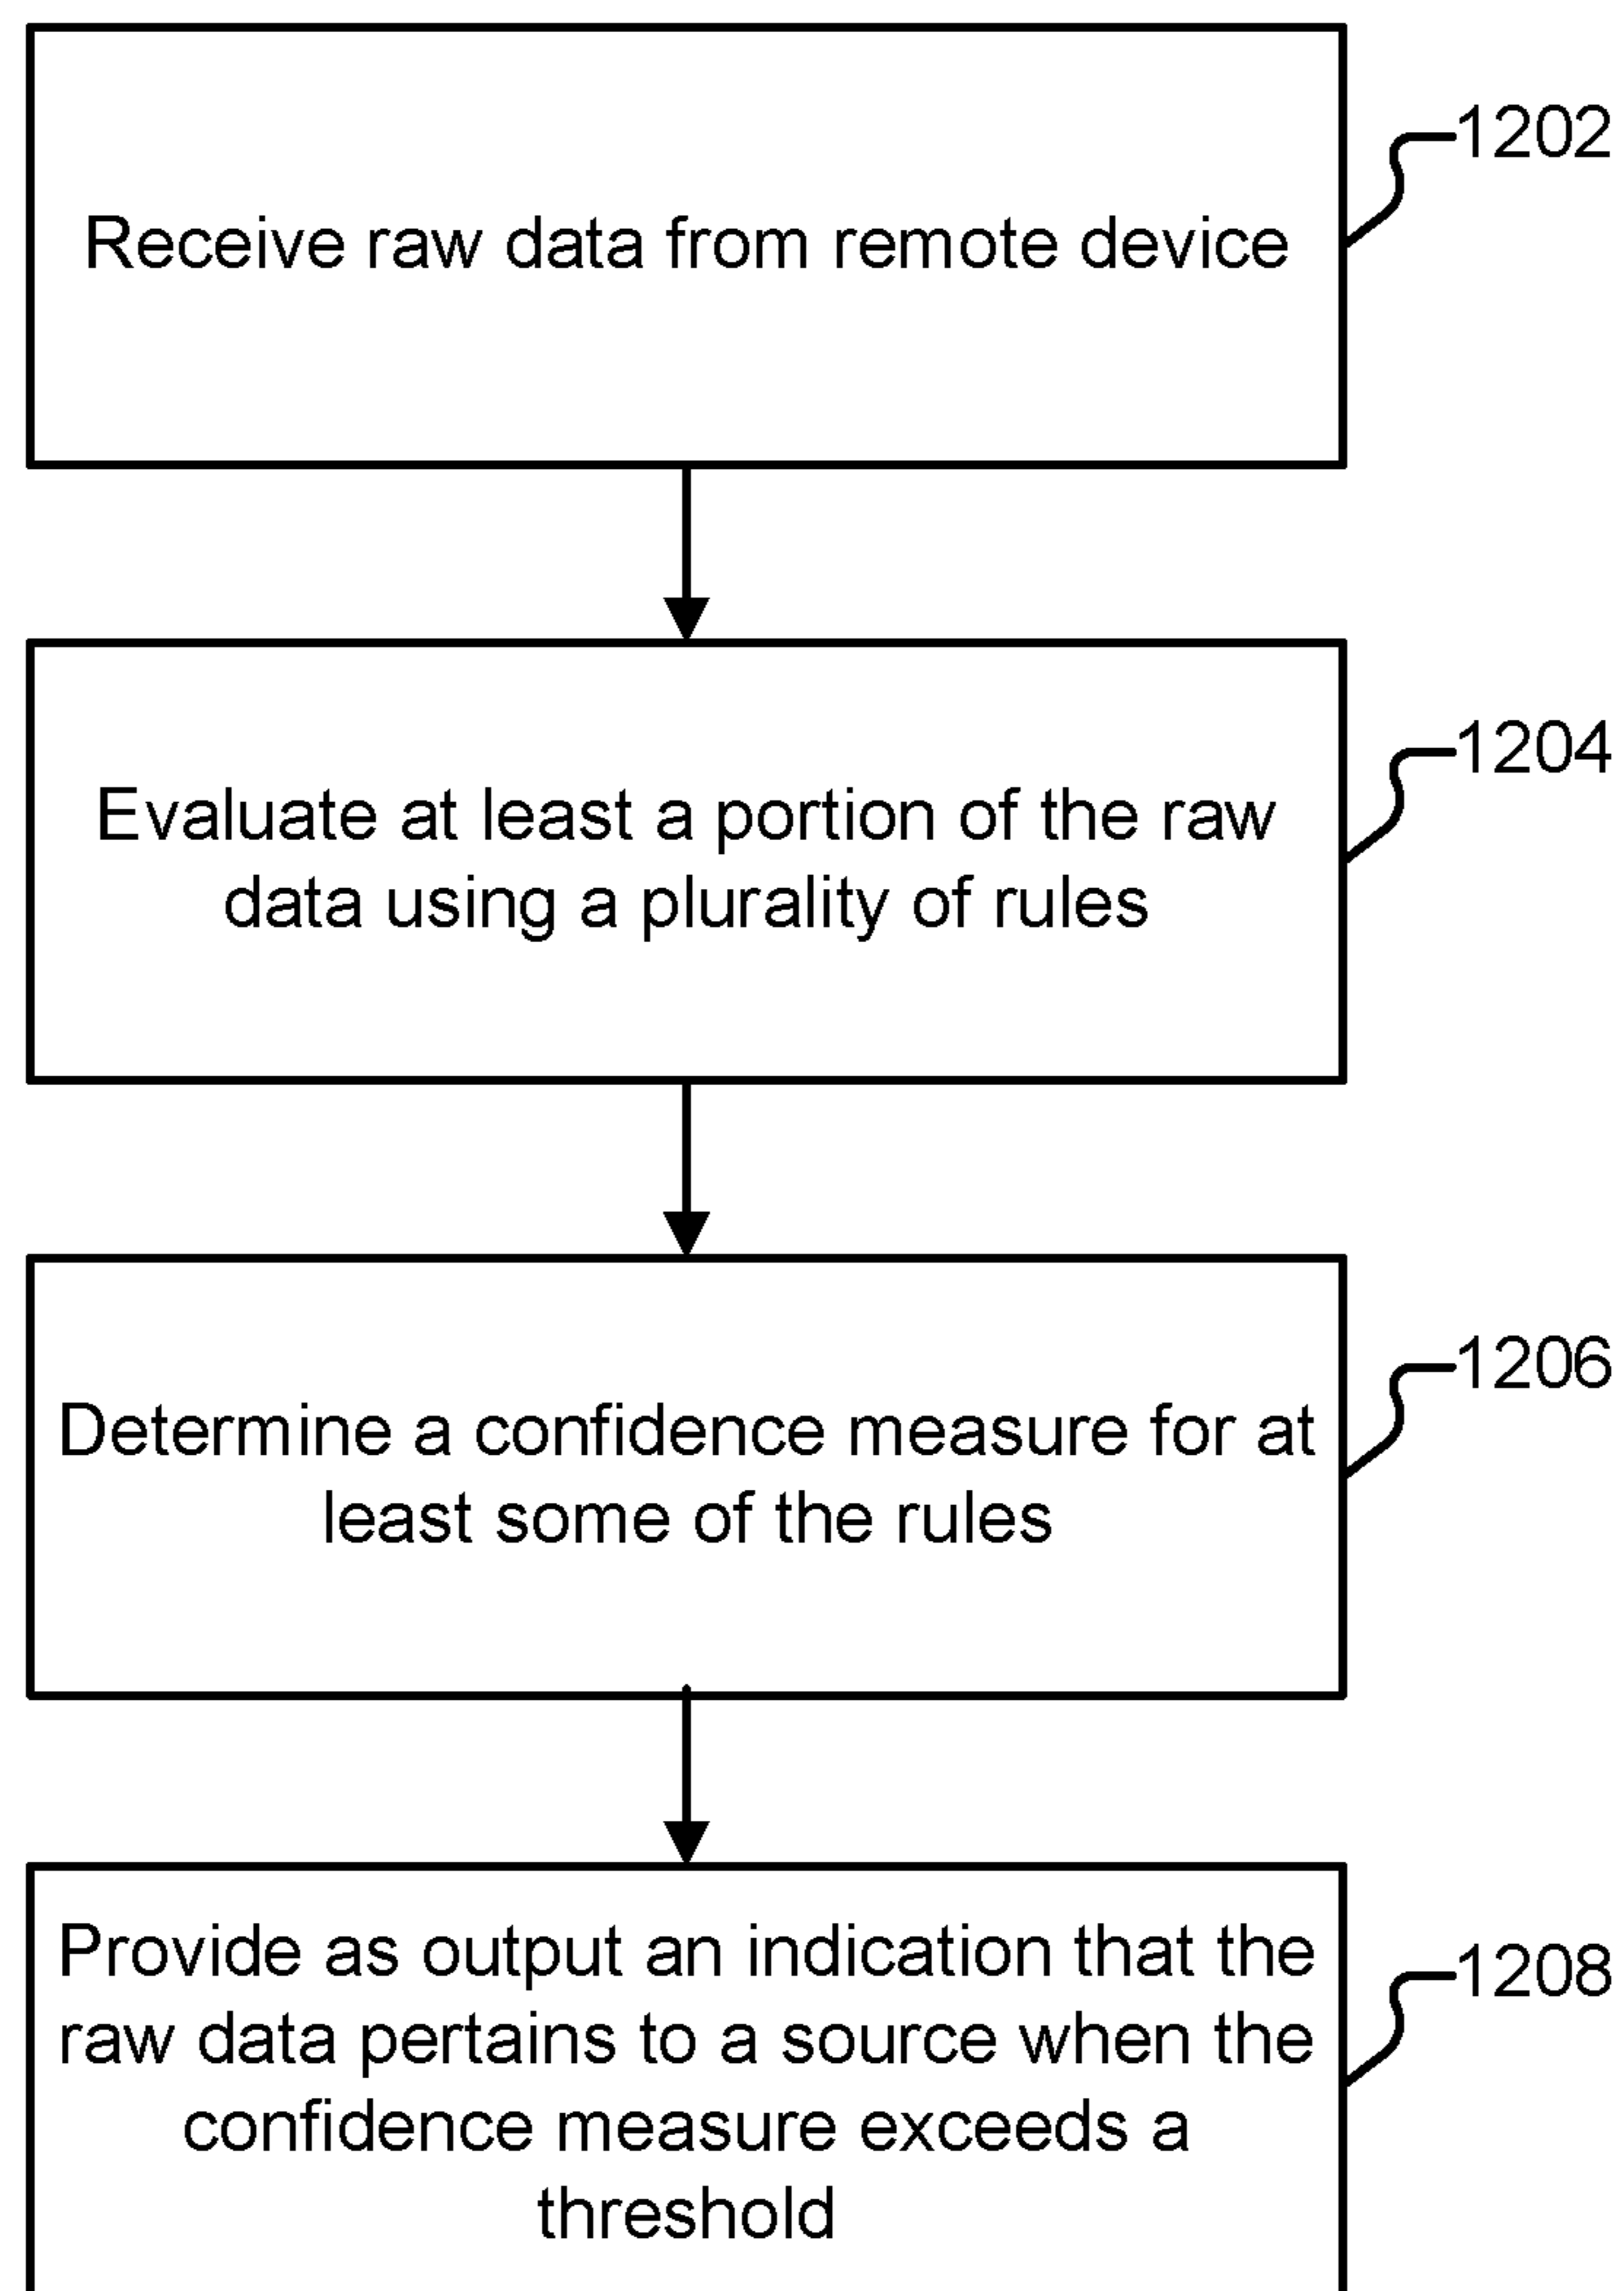 1202
Receive raw data from remote device
1204
Evaluate at least a portion of the raw
data using a plurality of rules
1206
Determine a confidence measure for at
least some of the rules
1208
Provide as output an indication that the
raw data pertains to a source when the
confidence measure exceeds a
threshold